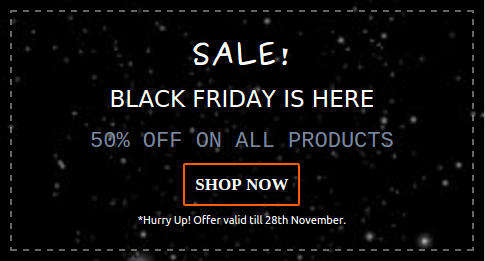 SALE!
BLACK FRIDAY IS HERE
50% OFF ON ALL PRODUCTS
SHOP NOW
*Hurry Up! Offer valid till 28th November.